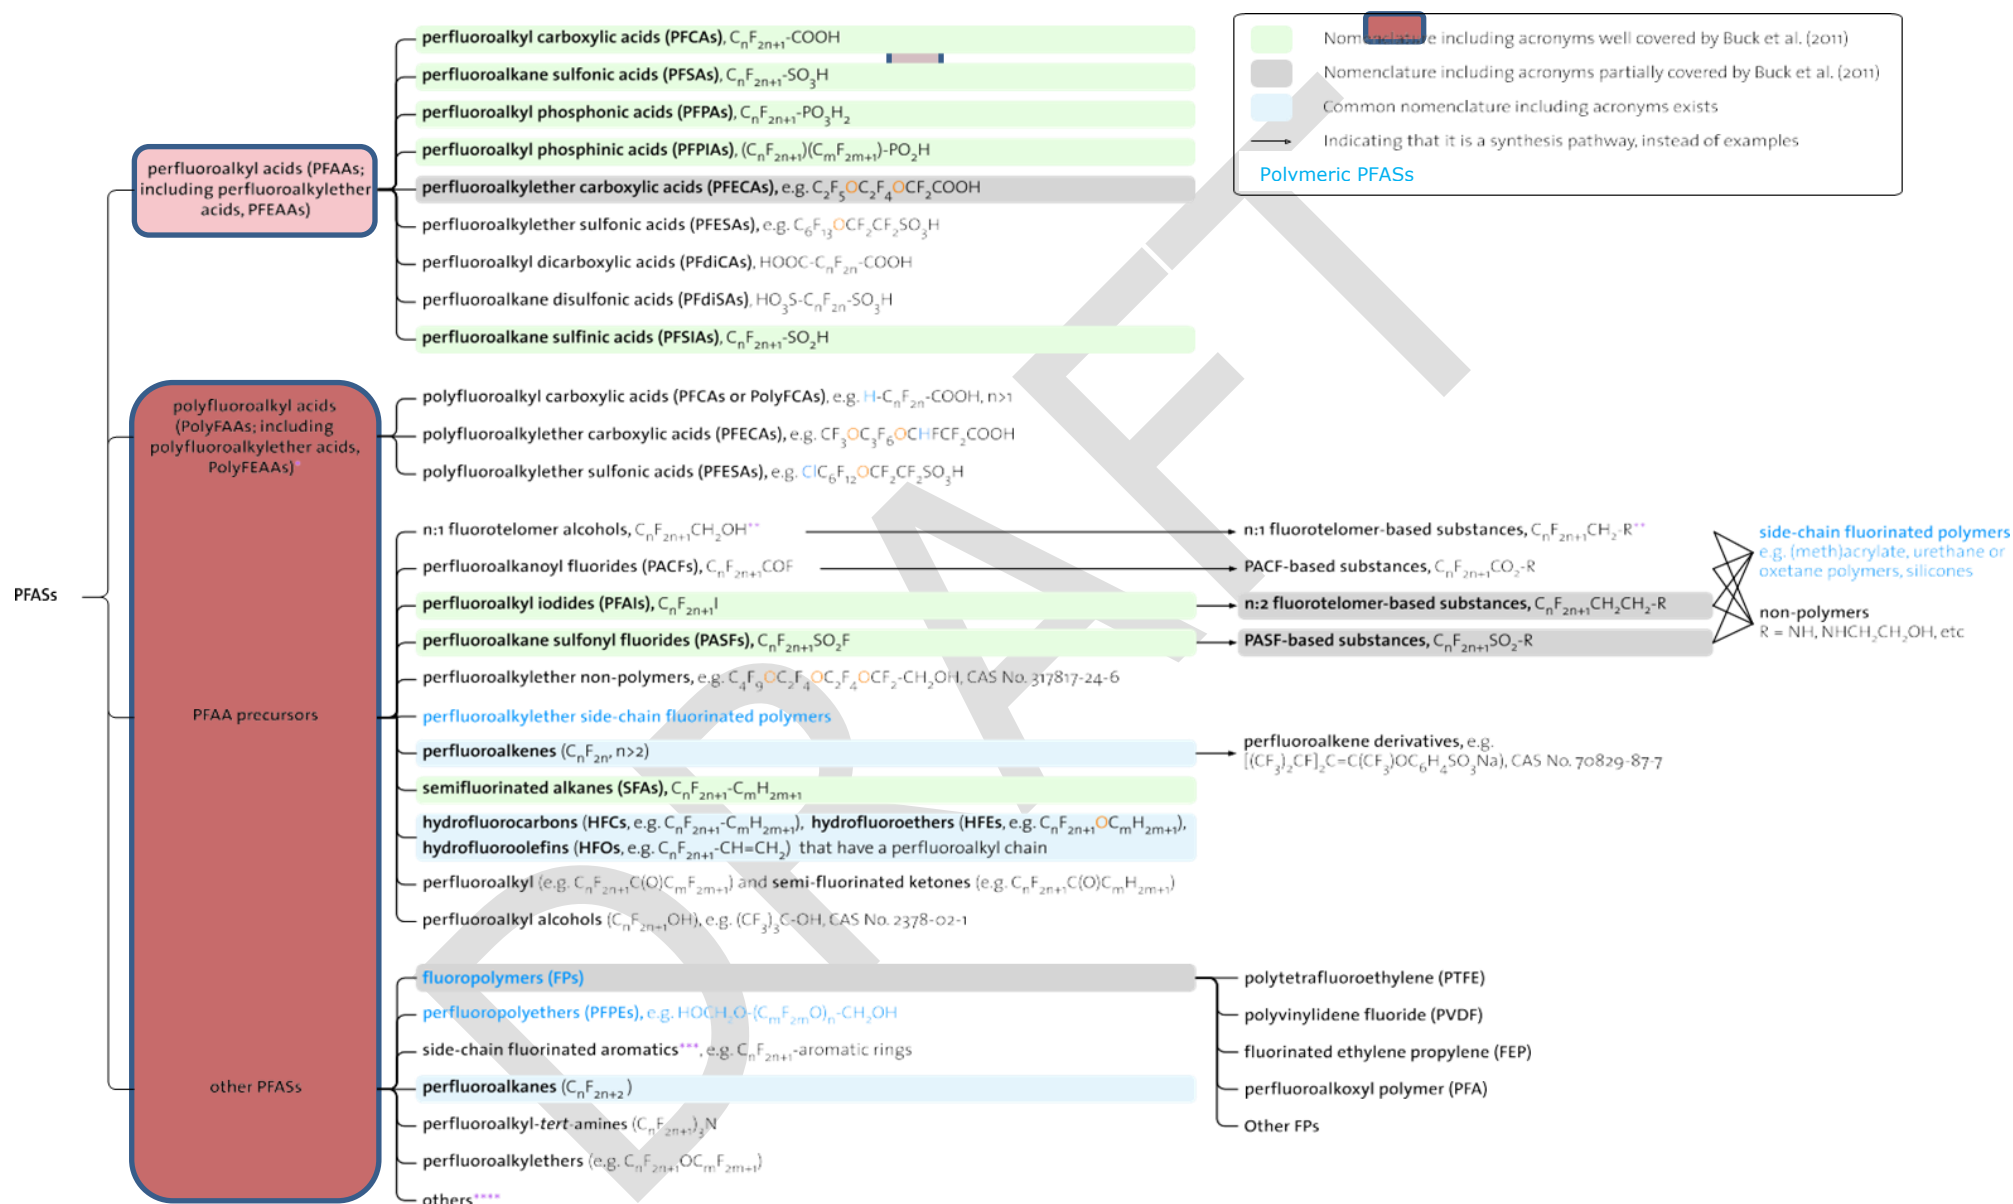 perfluoroalkyl carboxylic acids (PFCAs), CnF2n+1-COOH
perfluoroalkane sulfonic acids (PFSAs), CnF2n+1-SO3H
perfluoroalkyl phosphonic acids (PFPAs), CnF2n+1-PO3H2
perfluoroalkyl phosphinic acids (PFPIAs), (CnF2n+1)(CmF2m+1)-PO2H
perfluoroalkylether carboxylic acids (PFECAs), e.g. C2F5OC2F4OCF2COOH
perfluoroalkylether sulfonic acids (PFESAs), e.g. C6F13OCF2CF2SO3H
perfluoroalkyl dicarboxylic acids (PFdiCAs), HOOC-CnF2n-COOH
perfluoroalkane disulfonic acids (PFdiSAs), HO3S-CnF2n-SO3H
perfluoroalkane sulfinic acids (PFSIAs), CnF2n+1-SO2H
Nomenclature including acronyms well covered by Buck et al. (2011)
Nomenclature including acronyms partially covered by Buck et al. (2011)
Common nomenclature including acronyms exists
Indicating that it is a synthesis pathway, instead of examples
Polymeric PFASs
perfluoroalkyl acids (PFAAs;
including perfluoroalkylether
acids, PFEAAs)
polyfluoroalkyl acids
(PolyFAAs; including
polyfluoroalkylether acids,
PolyFEAAs)*
polyfluoroalkyl carboxylic acids (PFCAs or PolyFCAs), e.g. H-CnF2n-COOH, n>1
polyfluoroalkylether carboxylic acids (PFECAs), e.g. CF3OC3F6OCHFCF2COOH
polyfluoroalkylether sulfonic acids (PFESAs), e.g. ClC6F12OCF2CF2SO3H
PFASs
PFAA precursors
n:1 fluorotelomer alcohols, CnF2n+1CH2OH**
perfluoroalkanoyl fluorides (PACFs), CnF2n+1COF
perfluoroalkyl iodides (PFAIs), CnF2n+1I
perfluoroalkane sulfonyl fluorides (PASFs), CnF2n+1SO2F
perfluoroalkylether non-polymers, e.g. C4F9OC2F4OC2F4OCF2-CH2OH, CAS No. 317817-24-6
perfluoroalkylether side-chain fluorinated polymers
perfluoroalkenes (CnF2n, n>2)
semifluorinated alkanes (SFAs), CnF2n+1-CmH2m+1
hydrofluorocarbons (HFCs, e.g. CnF2n+1-CmH2m+1), hydrofluoroethers (HFEs, e.g. CnF2n+1OCmH2m+1),
hydrofluoroolefins (HFOs, e.g. CnF2n+1-CH=CH2) that have a perfluoroalkyl chain
perfluoroalkyl (e.g. CnF2n+1C(O)CmF2m+1) and semi-fluorinated ketones (e.g. CnF2n+1C(O)CmH2m+1)
perfluoroalkyl alcohols (CnF2n+1OH), e.g. (CF3)3C-OH, CAS No. 2378-02-1
n:1 fluorotelomer-based substances, CnF2n+1CH2-R**
PACF-based substances, CnF2n+1CO2-R
n:2 fluorotelomer-based substances, CnF2n+1CH2CH2-R
PASF-based substances, CnF2n+1SO2-R
side-chain fluorinated polymers
e.g. (meth)acrylate, urethane or
oxetane polymers, silicones
non-polymers
R = NH, NHCH2CH2OH, etc
perfluoroalkene derivatives, e.g.
[(CF3)2CF]2C=C(CF3)OC6H4SO3Na), CAS No. 70829-87-7
other PFASs
fluoropolymers (FPs)
perfluoropolyethers (PFPEs), e.g. HOCH2O-(CmF2mO)n-CH2OH
side-chain fluorinated aromatics***, e.g. CnF2n+1-aromatic rings
perfluoroalkanes (CnF2n+2)
perfluoroalkyl-tert-amines (CnF2n+1)3N
perfluoroalkylethers (e.g. CnF2n+1OCmF2m+1)
others****
polytetrafluoroethylene (PTFE)
polyvinylidene fluoride (PVDF)
fluorinated ethylene propylene (FEP)
perfluoroalkoxyl polymer (PFA)
Other FPs
DRAFT